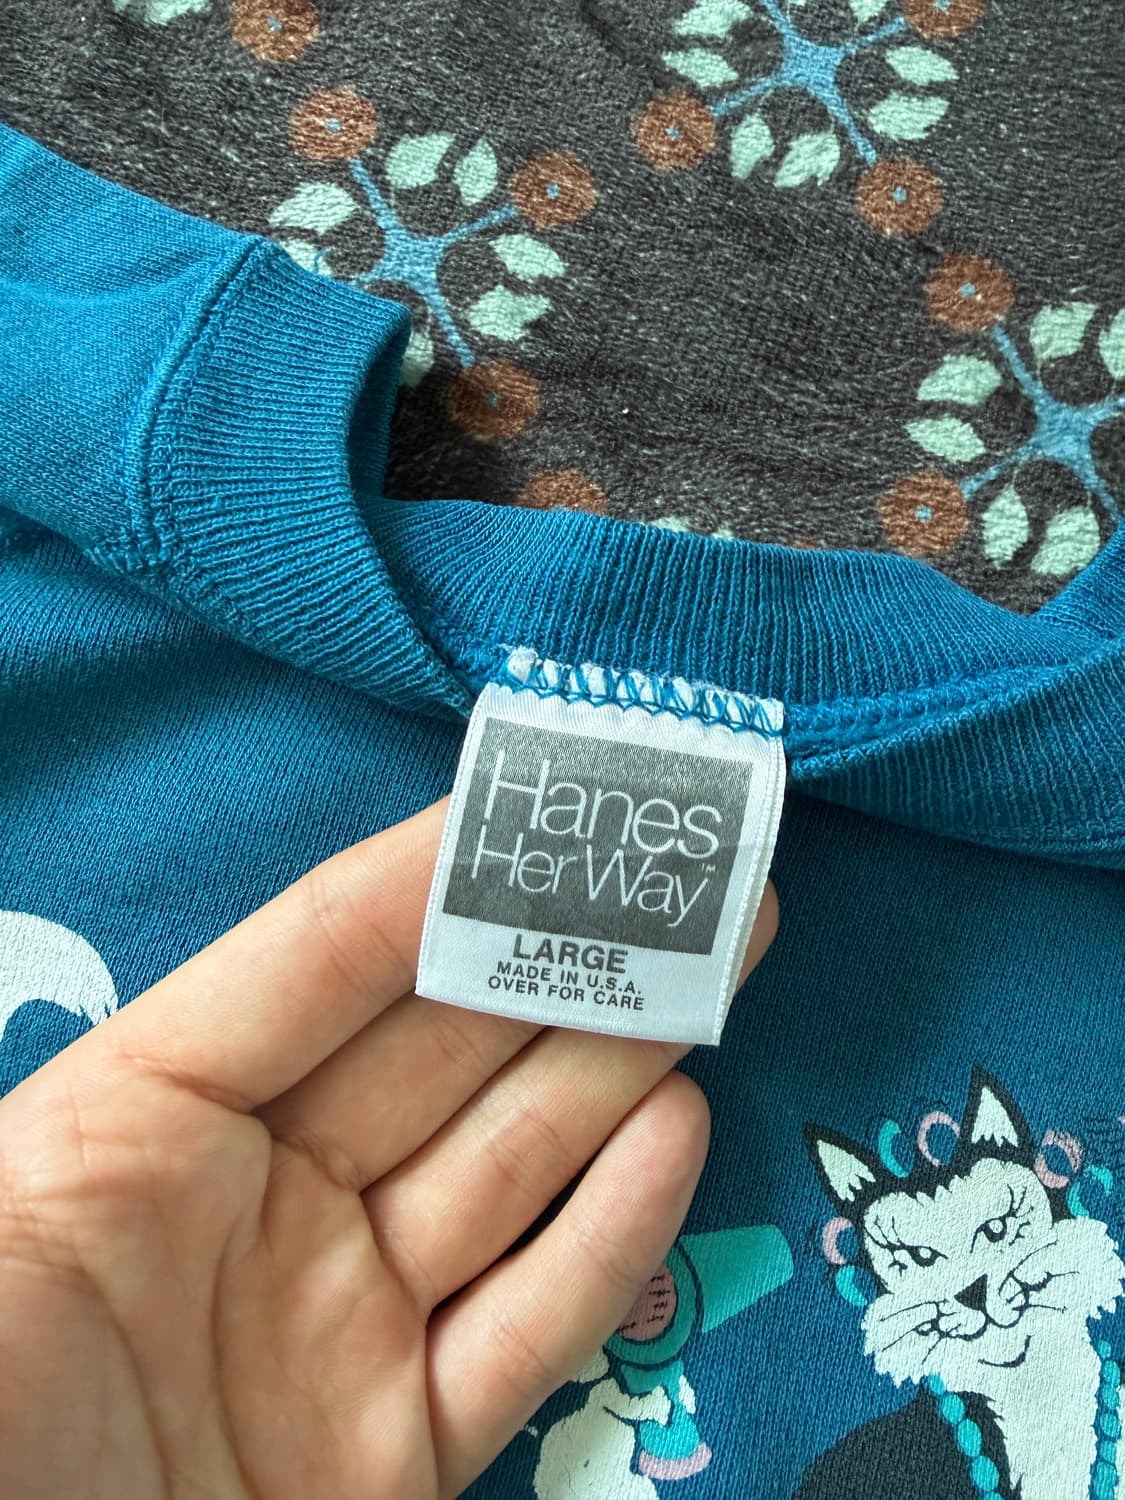 Hanes
Her Way™
LARGE
MADE IN U.S.A.
OVER FOR CARE